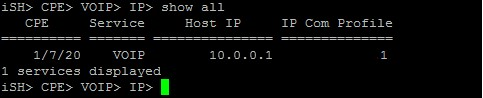 iSH> CPE> VOIP> IP> show all
CPE Service Host IP IP Com Profile
========== ======== =============== ==============
1/7/20 VOIP 10.0.0.1 1
1 services displayed
iSH> CPE> VOIP> IP>